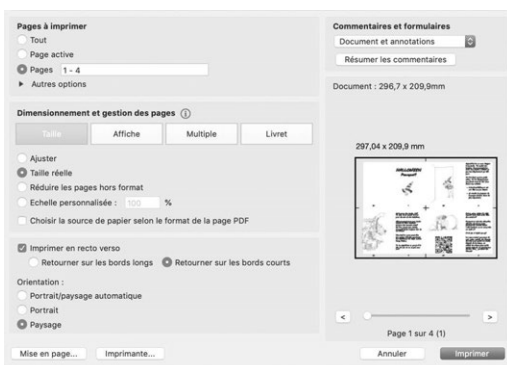 Pages à imprimer
Tout
Page active
Pages 1 - 4
Autres options
Dimensionnement et gestion des pages
Taille
Affiche
Multiple
Livret
Ajuster
Taille réelle
Réduire les pages hors format
Echelle personnalisée : 100 %
Choisir la source de papier selon le format de la page PDF
Imprimer en recto verso
Retourner sur les bords longs Retourner sur les bords courts
Orientation :
Portrait/paysage automatique
Portrait
Paysage
Mise en page...
Imprimante...
Commentaires et formulaires
Document et annotations
Résumer les commentaires
Document : 296,7 x 209,9mm
297,04 x 209,9 mm
HALLOWEEN
<
>
Page 1 sur 4 (1)
Annuler
Imprimer